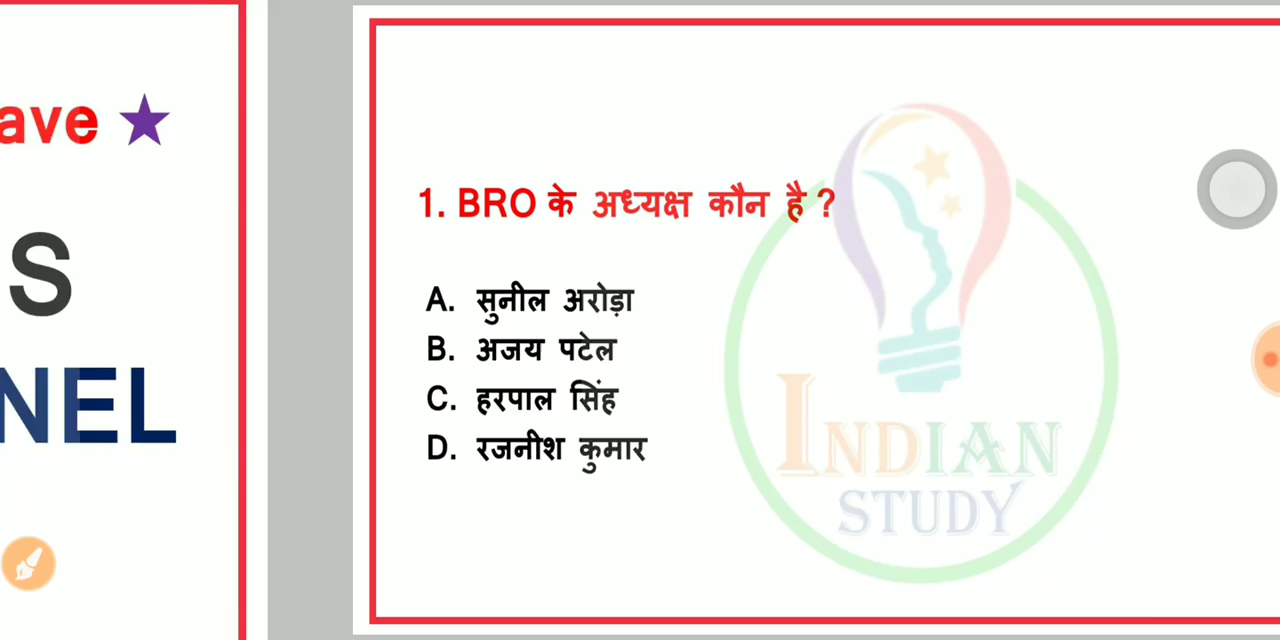 ave ★
S
NEL
1. BRO के अध्यक्ष कौन है ?
A. सुनील अरोड़ा
B. अजय पटेल
C. हरपाल सिंह
D. रजनीश कुमार
INDIAN
STUDY